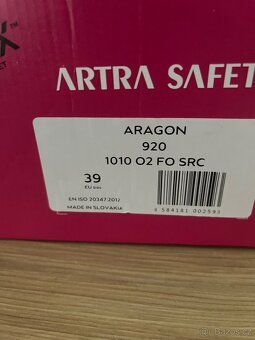 ARTRA SAFET
ARAGON
920
1010 O2 FO SRC
39
EU size
EN ISO 20347:2012
MADE IN SLOVAKIA
8 584181 002593